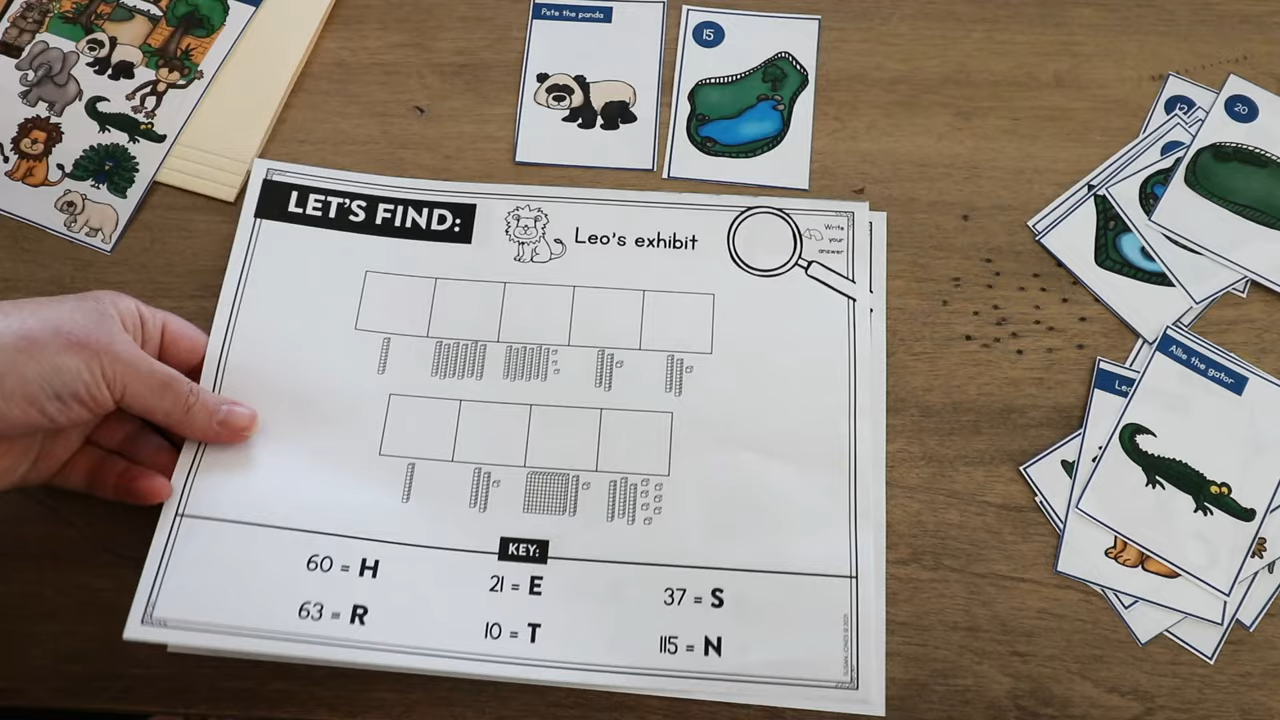 Pete the panda
15
12
20
LET'S FIND:
Leo's exhibit
Write
your
answer
Allie the gator
KEY:
60 = H
21 = E
37 = S
63 = R
10 = T
115 = N